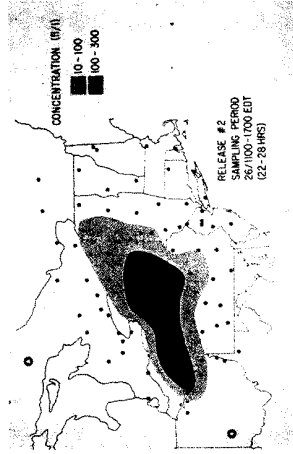 CONCENTRATION (fl/l)
10-100
100-300
RELEASE #2
SAMPLING PERIOD
26/1100-1700 EDT
(22-28 HRS)